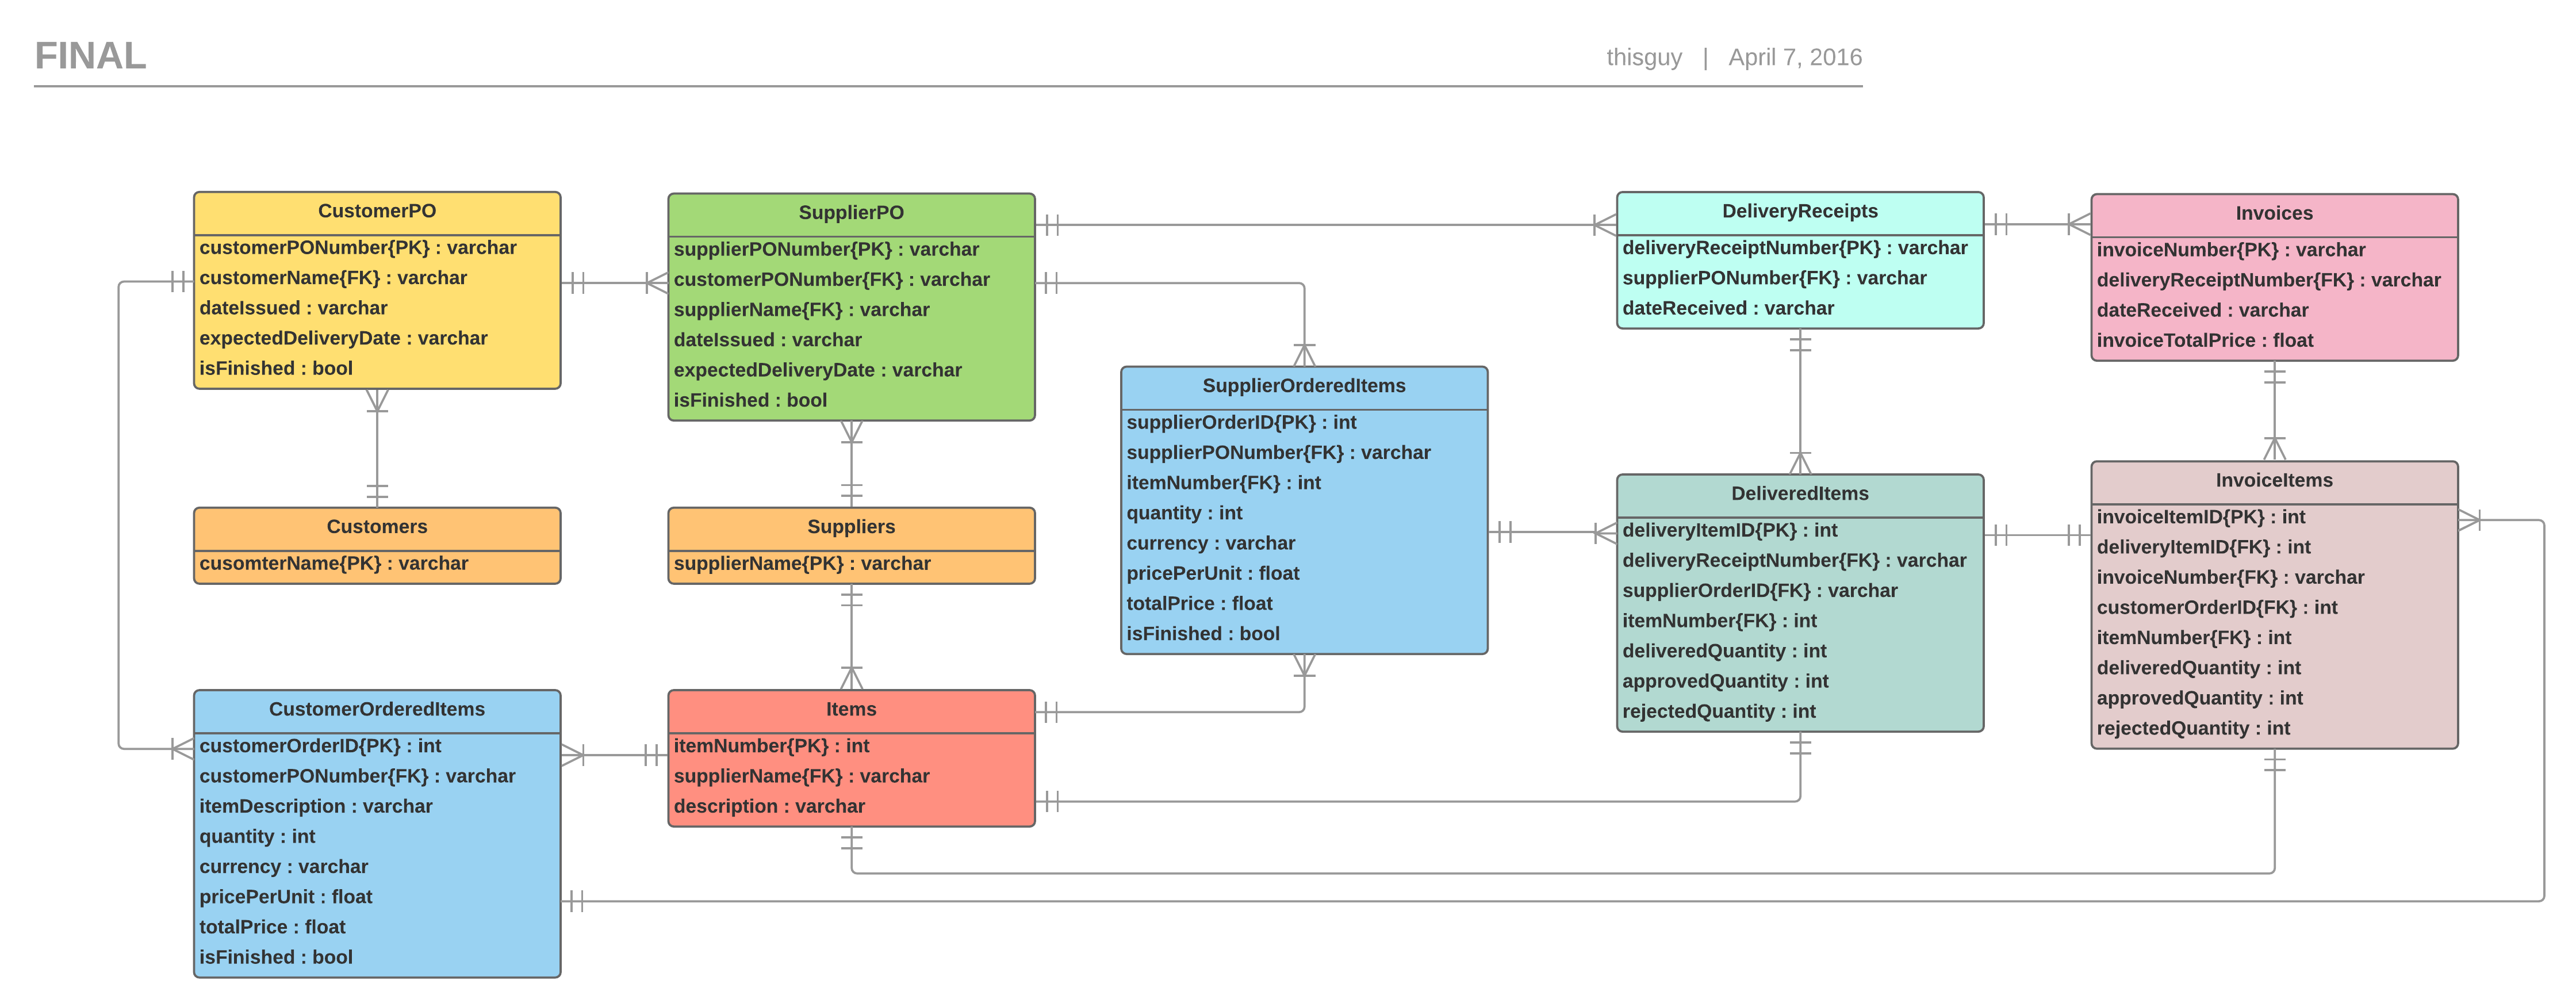 FINAL
thisguy | April 7, 2016
CustomerPO
customerPONumber{PK} : varchar
customerName{FK} : varchar
dateIssued : varchar
expectedDeliveryDate : varchar
isFinished : bool
SupplierPO
supplierPONumber{PK} : varchar
customerPONumber{FK} : varchar
supplierName{FK} : varchar
dateIssued : varchar
expectedDeliveryDate : varchar
isFinished : bool
DeliveryReceipts
deliveryReceiptNumber{PK} : varchar
supplierPONumber{FK} : varchar
dateReceived : varchar
Invoices
invoiceNumber{PK} : varchar
deliveryReceiptNumber{FK} : varchar
dateReceived : varchar
invoiceTotalPrice : float
SupplierOrderedItems
supplierOrderID{PK} : int
supplierPONumber{FK} : varchar
itemNumber{FK} : int
quantity : int
currency : varchar
pricePerUnit : float
totalPrice : float
isFinished : bool
DeliveredItems
deliveryItemID{PK} : int
deliveryReceiptNumber{FK} : varchar
supplierOrderID{FK} : varchar
itemNumber{FK} : int
deliveredQuantity : int
approvedQuantity : int
rejectedQuantity : int
InvoiceItems
invoiceItemID{PK} : int
deliveryItemID{FK} : int
invoiceNumber{FK} : varchar
customerOrderID{FK} : int
itemNumber{FK} : int
deliveredQuantity : int
approvedQuantity : int
rejectedQuantity : int
Customers
cusomterName{PK} : varchar
Suppliers
supplierName{PK} : varchar
CustomerOrderedItems
customerOrderID{PK} : int
customerPONumber{FK} : varchar
itemDescription : varchar
quantity : int
currency : varchar
pricePerUnit : float
totalPrice : float
isFinished : bool
Items
itemNumber{PK} : int
supplierName{FK} : varchar
description : varchar